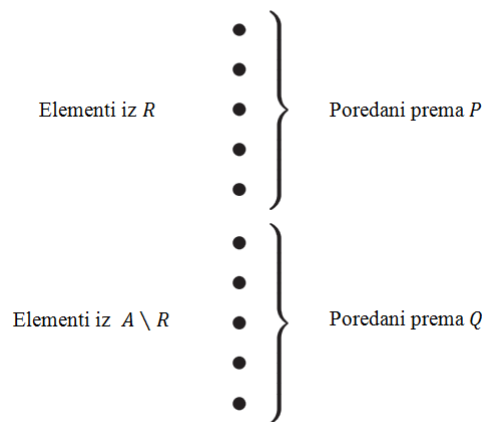 Elementi iz R
Poredani prema P
Elementi iz A \ R
Poredani prema Q